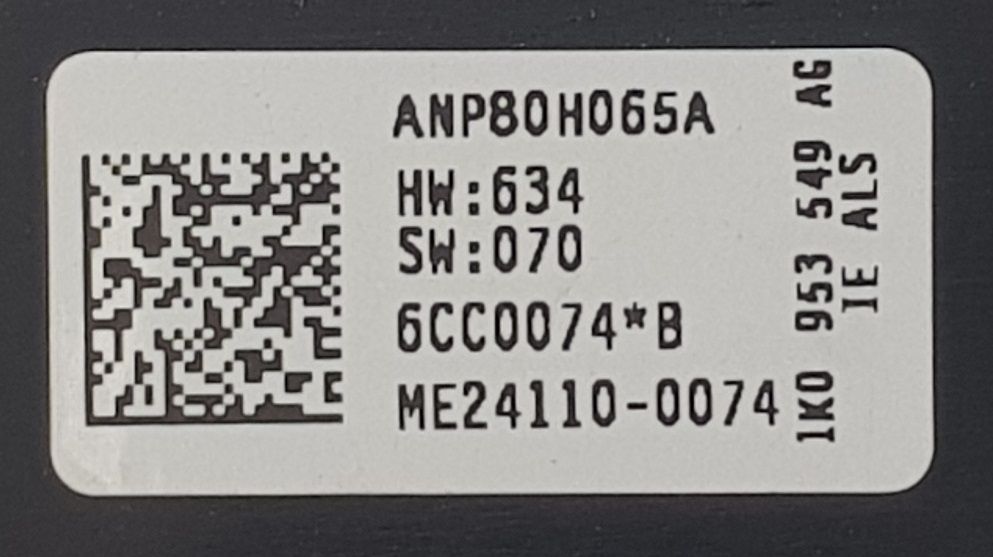 ANP80H065A
HW:634
SW:070
6CC0074*B
ME24110-0074
1K0 953 549 AG
IE ALS